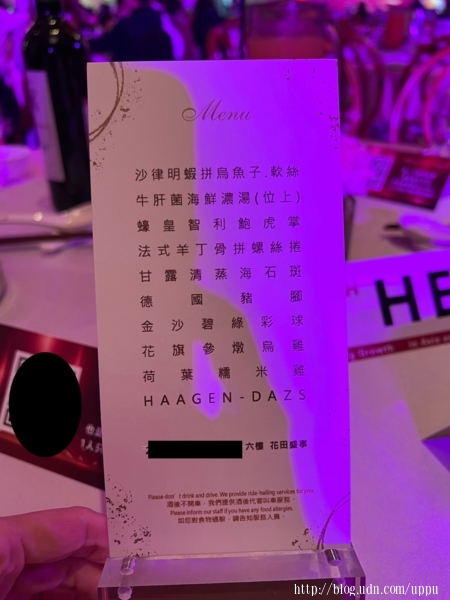 Menu
沙律明蝦拼烏魚子.軟絲
牛肝菌海鮮濃湯(位上)
蠔皇智利鮑虎掌
法式羊丁骨拼螺絲捲
甘露清蒸海石斑
德國豬腳
金沙碧綠彩球
花旗參燉烏雞
荷葉糯米雞
HAAGEN-DAZS
六樓 花田盛事
Please don't drink and drive. We provide ride-hailing services for you.
酒後不開車，我們提供酒後代客叫車服務。
Please inform our staff if you have any food allergies.
如您對食物過敏，請告知服務人員。
HE
Growth
http://blog.udn.com/uppu